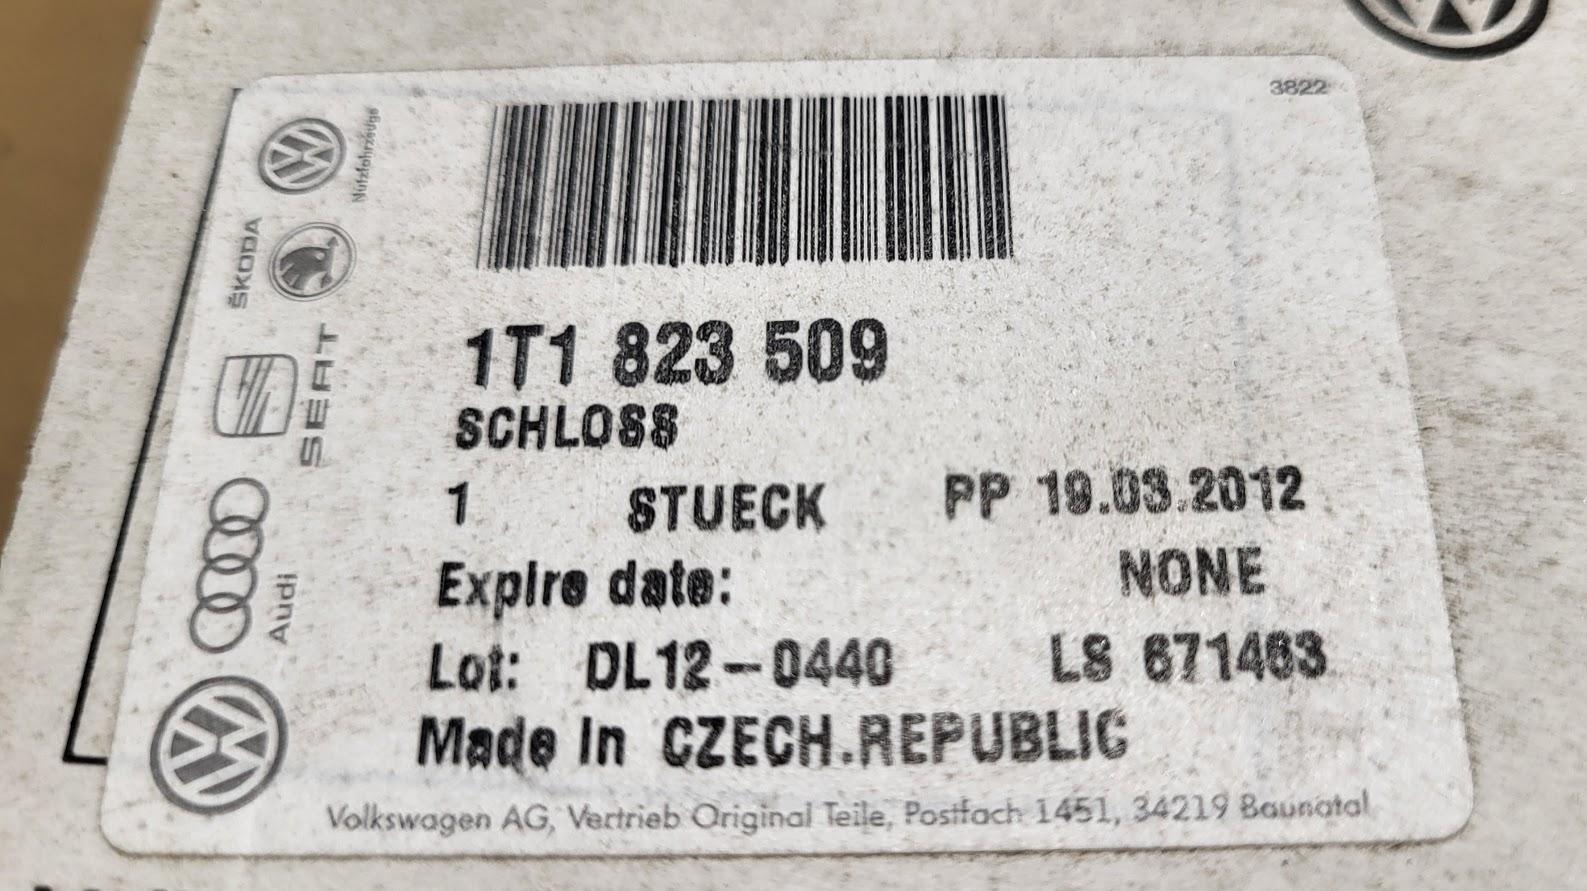 3822
Nutzfahrzeuge
ŠKODA
SEAT
Audi
1T1 823 509
SCHLOSS
1 STUECK PP 19.03.2012
Expire date: NONE
Lot: DL12-0440 LS 671463
Made in CZECH.REPUBLIC
Volkswagen AG, Vertrieb Original Teile, Postfach 1451, 34219 Baunatal